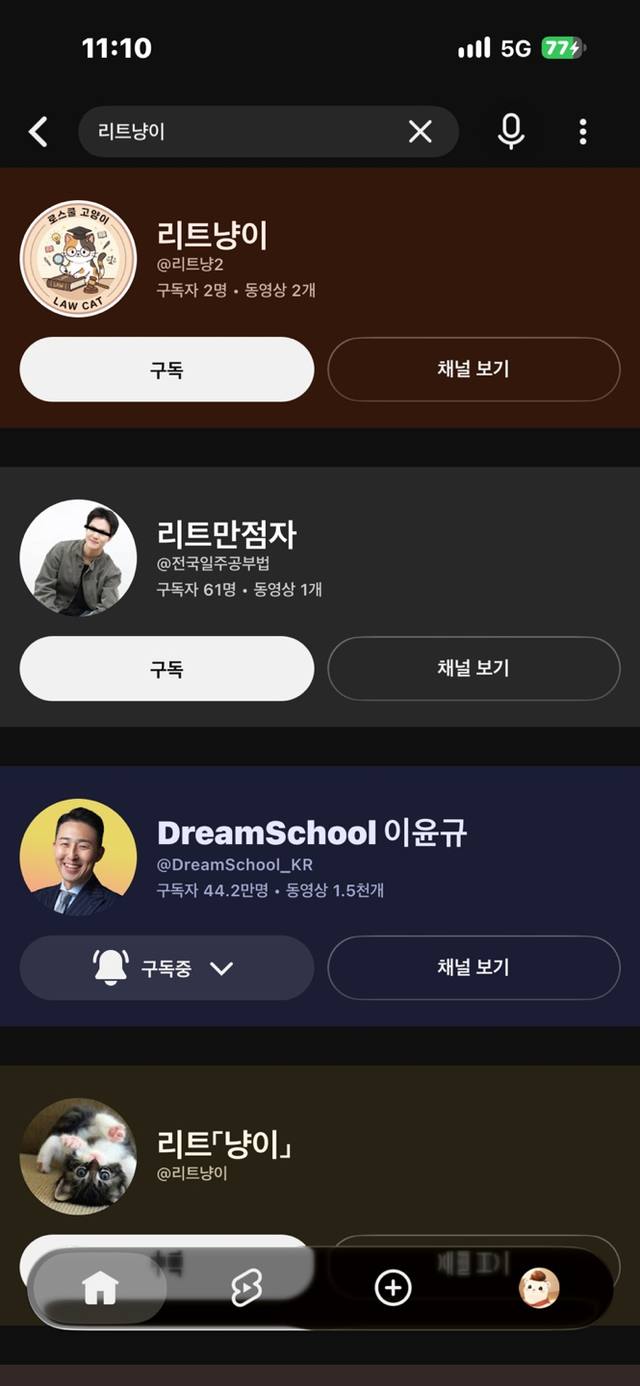 11:10
5G 77
리트냥이
로스쿨 고양이
LAW
LAW CAT
리트냥이
@리트냥2
구독자 2명 • 동영상 2개
구독
채널 보기
리트만점자
@전국일주공부법
구독자 61명 • 동영상 1개
구독
채널 보기
DreamSchool 이윤규
@DreamSchool_KR
구독자 44.2만명 • 동영상 1.5천개
구독중
채널 보기
리트「냥이」
@리트냥이